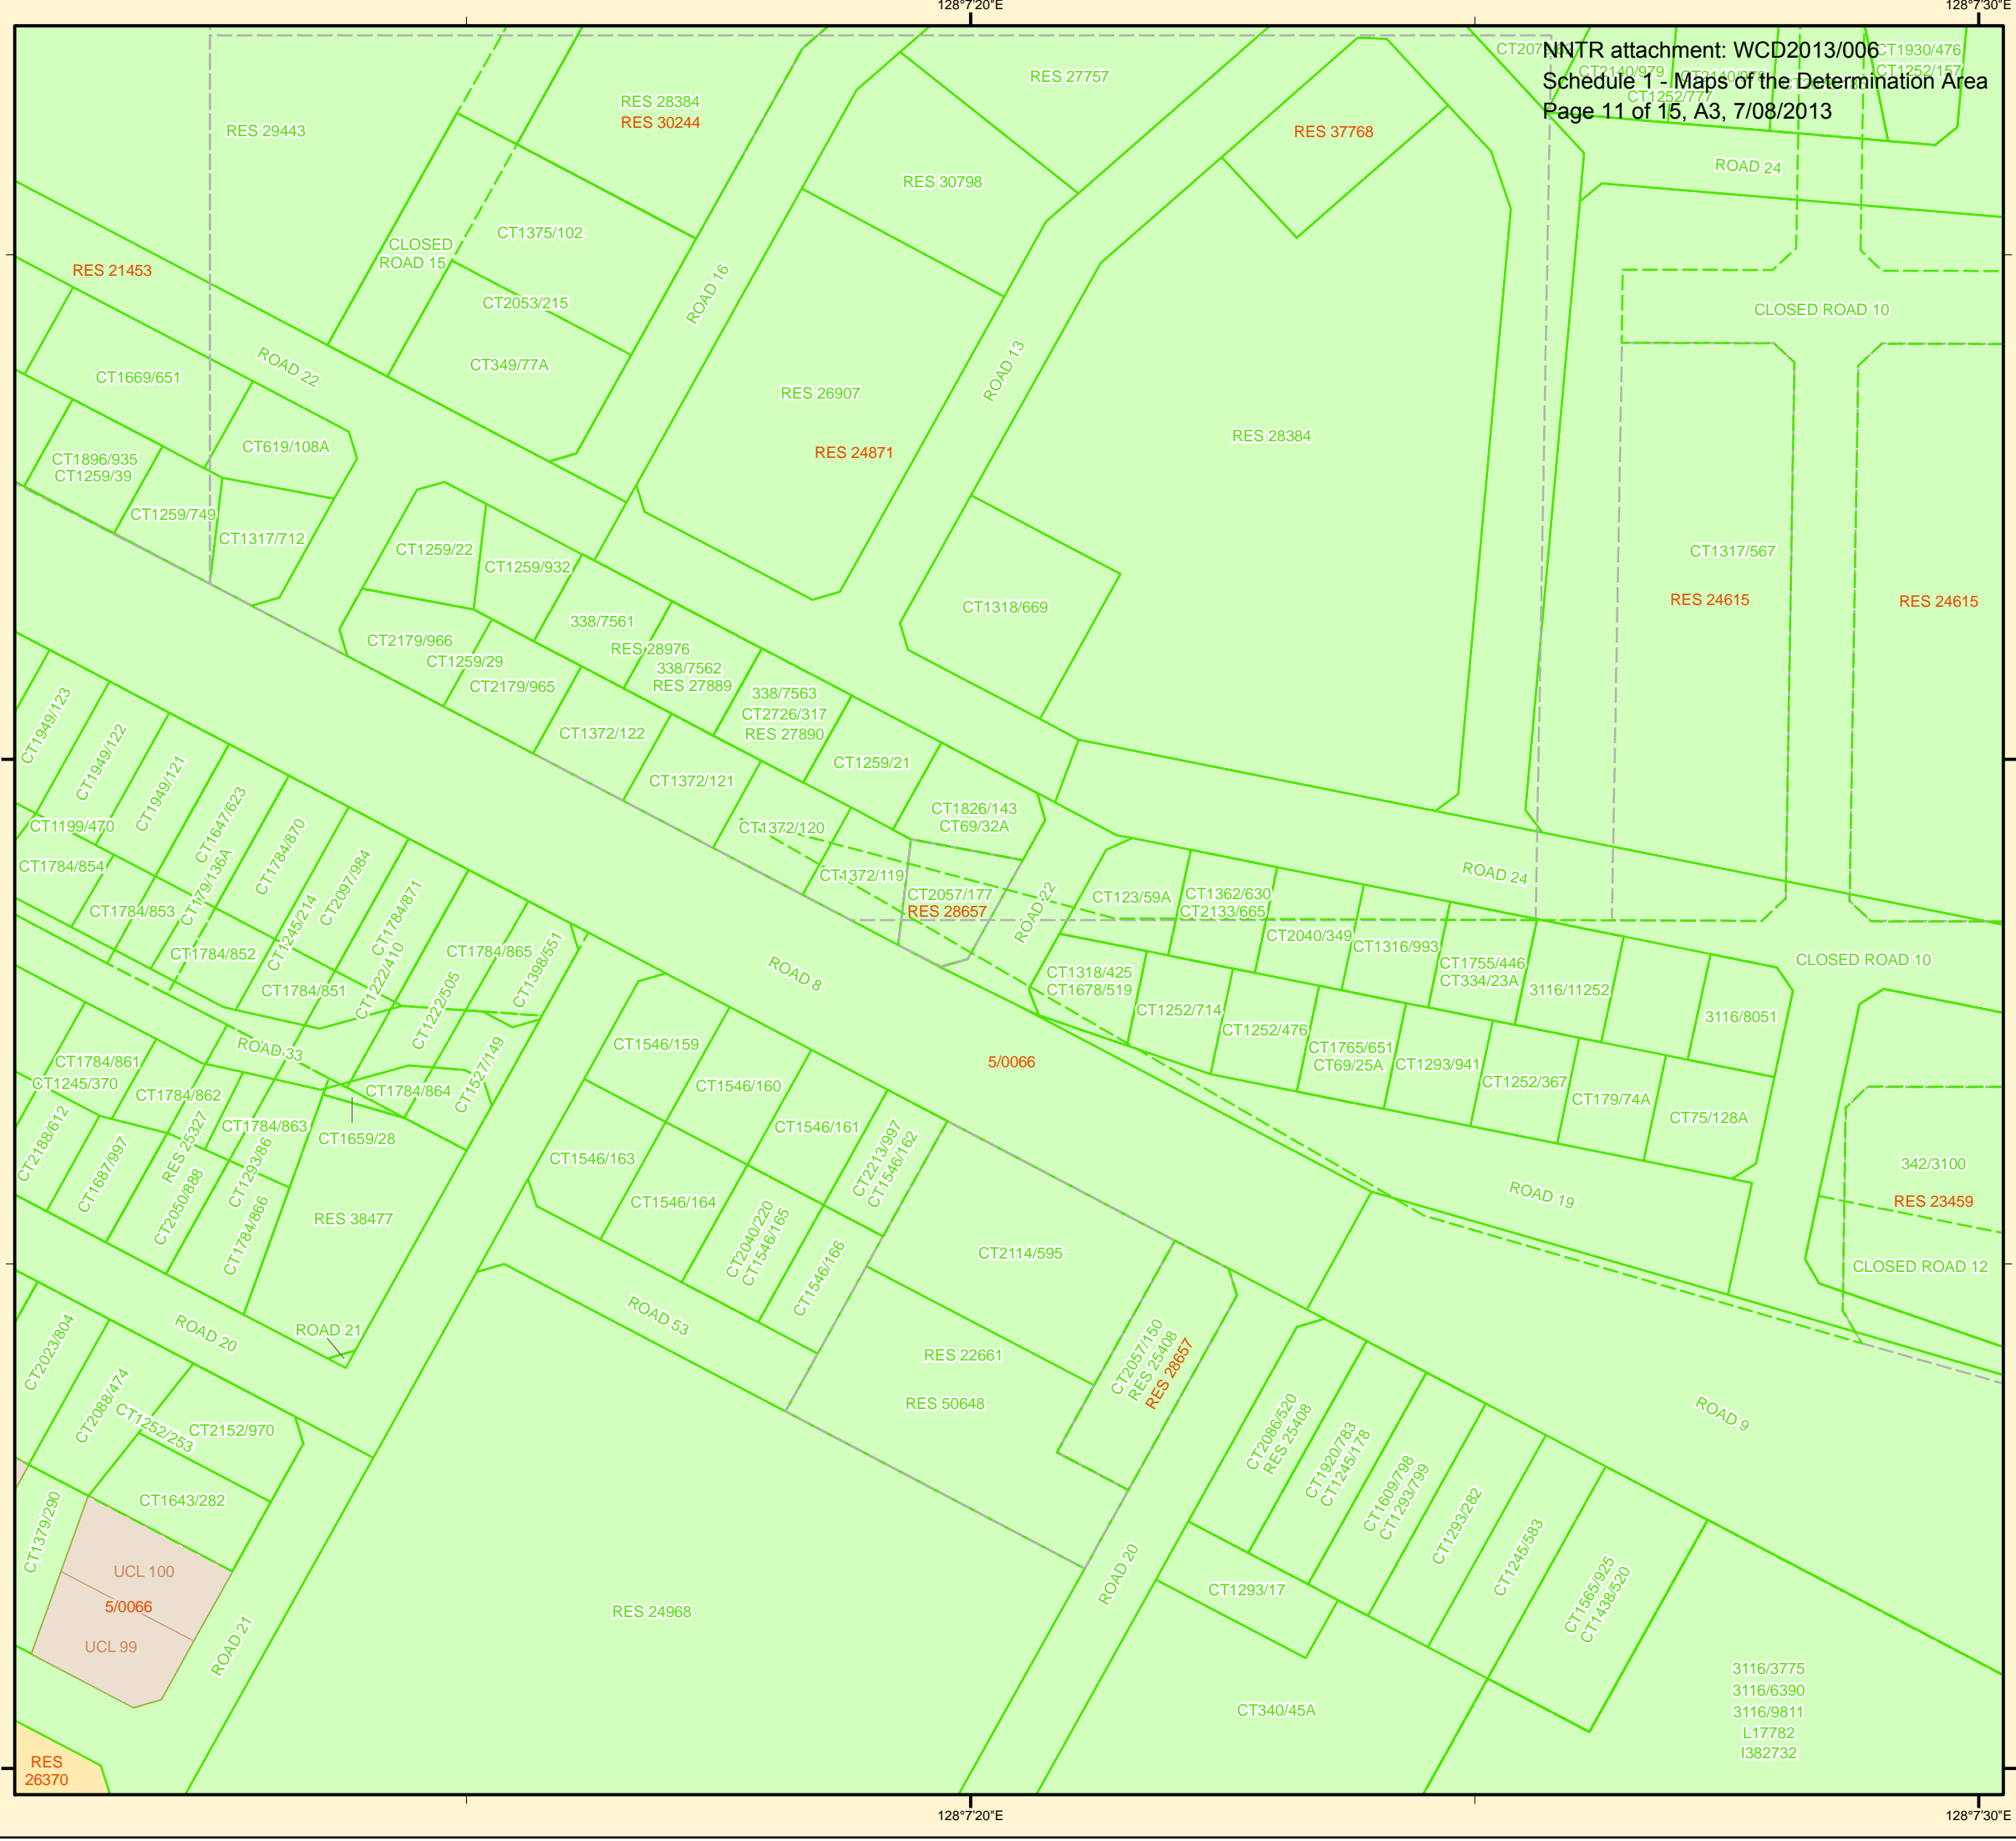 128°7'20"E
128°7'30"E
NNTR attachment: WCD2013/006
Schedule 1 - Maps of the Determination Area
Page 11 of 15, A3, 7/08/2013
CT1930/476
CT1252/157
CT2140/979
CT1252/777
RES 29443
RES 28384
RES 30244
RES 27757
RES 37768
ROAD 24
RES 30798
CT1375/102
CLOSED
ROAD 15
RES 21453
CT2053/215
ROAD 16
CLOSED ROAD 10
CT349/77A
ROAD 22
CT1669/651
ROAD 13
RES 26907
RES 24871
RES 28384
CT619/108A
CT1896/935
CT1259/39
CT1259/749
CT1317/712
CT1259/22
CT1259/932
CT1317/567
RES 24615
RES 24615
CT1318/669
338/7561
CT2179/966
RES 28976
CT1259/29
338/7562
RES 27889
CT2179/965
338/7563
CT2726/317
RES 27890
CT1372/122
CT1259/21
CT1372/121
CT1949/123
CT1949/122
CT1949/121
CT1647/623
CT1826/143
CT69/32A
CT1372/120
CT1199/470
CT179/136A
CT1784/870
CT1784/854
CT1372/119
CT2057/177
RES 28657
ROAD 22
CT123/59A
CT1362/630
CT2133/665
ROAD 24
CT1784/853
CT2097/984
CT1784/871
CT1245/214
CT2040/349
CT1316/993
CT1784/852
CT1784/865
CT1398/551
ROAD 8
CT1318/425
CT1678/519
CT1755/446
CT334/23A
CLOSED ROAD 10
CT1784/851
CT1222/410
CT1222/505
3116/11252
CT1252/714
3116/8051
CT1252/476
ROAD 33
CT1546/159
5/0066
CT1765/651
CT69/25A
CT1293/941
CT1784/861
CT1245/370
CT1784/862
CT1784/864
CT1527/149
CT1546/160
CT1252/367
CT179/74A
CT75/128A
CT1784/863
CT1659/28
CT1546/161
CT2188/612
CT1687/997
RES 25327
CT2050/888
CT1293/86
CT1784/866
CT1546/163
CT2213/997
CT1546/162
342/3100
RES 23459
ROAD 19
CT1546/164
RES 38477
CT2040/220
CT1546/165
CT1546/166
CT2114/595
CLOSED ROAD 12
ROAD 53
ROAD 20
ROAD 21
CT2023/804
RES 22661
CT2057/150
RES 25408
RES 28657
RES 50648
CT2088/474
CT1252/253
CT2152/970
ROAD 9
CT2086/520
RES 25408
CT1920/783
CT1245/178
CT1609/798
CT1293/799
CT1293/282
CT1245/583
CT1643/282
CT1379/290
UCL 100
5/0066
UCL 99
ROAD 21
RES 24968
ROAD 20
CT1293/17
CT1565/925
CT1438/520
CT340/45A
3116/3775
3116/6390
3116/9811
L17782
I382732
RES
26370
128°7'20"E
128°7'30"E